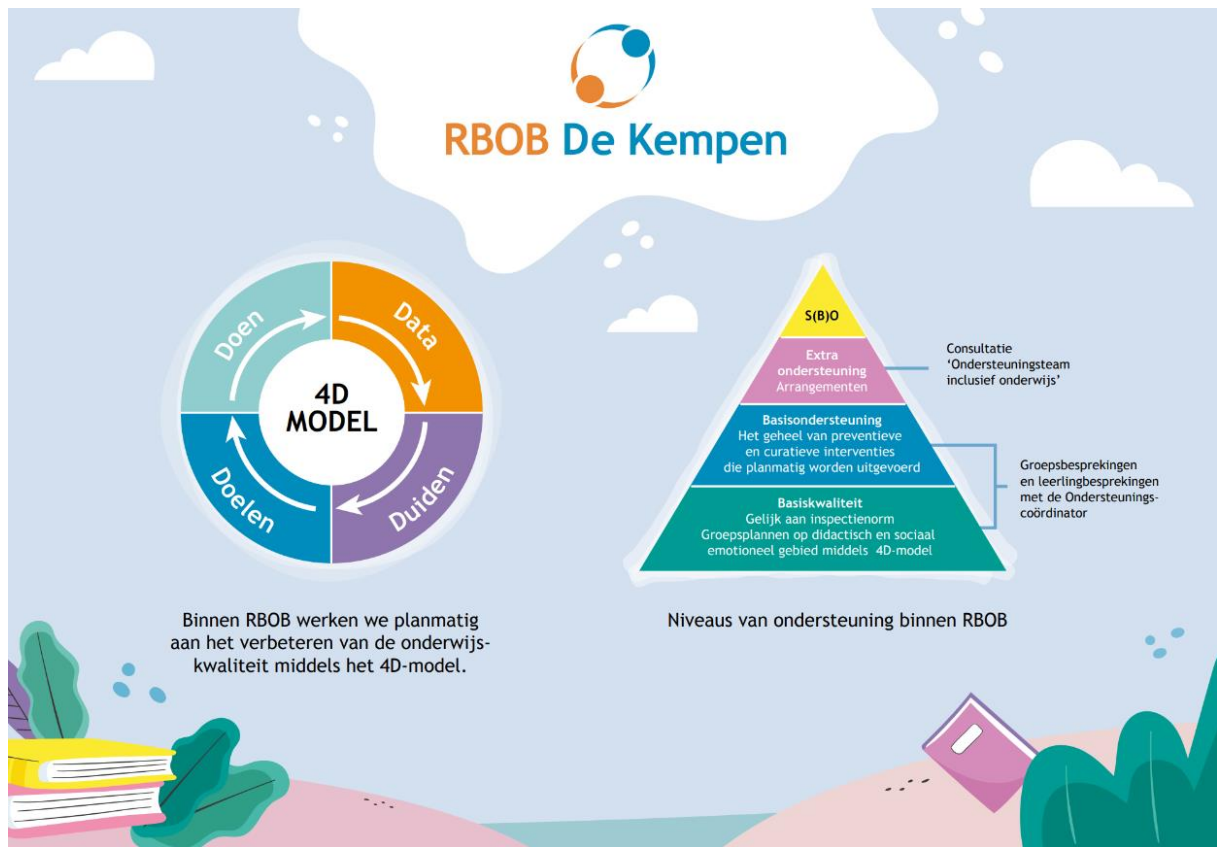 RBOB De Kempen
Doen
Data
Doelen
Duiden
4D
MODEL
Binnen RBOB werken we planmatig
aan het verbeteren van de onderwijs-
kwaliteit middels het 4D-model.
S(B)O
Extra
ondersteuning
Arrangementen
Consultatie
‘Ondersteuningsteam
inclusief onderwijs’
Basisondersteuning
Het geheel van preventieve
en curatieve interventies
die planmatig worden uitgevoerd
Basiskwaliteit
Gelijk aan inspectienorm
Groepsplannen op didactisch en sociaal
emotioneel gebied middels 4D-model
Groepsbesprekingen
en leerlingbesprekingen
met de Ondersteunings-
coördinator
Niveaus van ondersteuning binnen RBOB